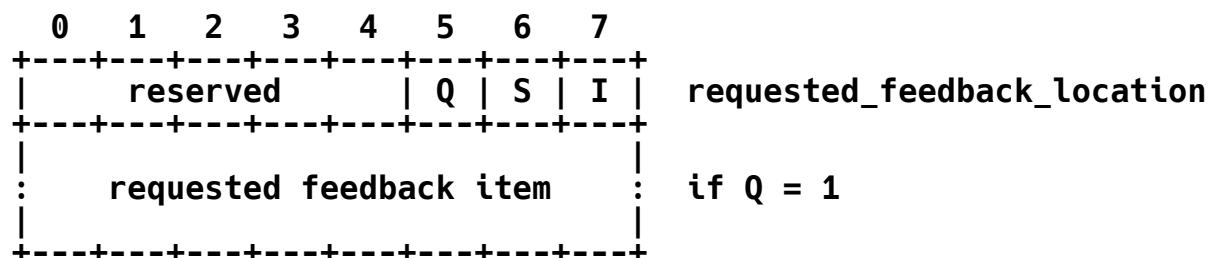 0   1   2   3   4   5   6   7
+---+---+---+---+---+---+---+---+
|     reserved      | Q | S | I |  requested_feedback_location
+---+---+---+---+---+---+---+---+
|                               |
:    requested feedback item    :  if Q = 1
|                               |
+---+---+---+---+---+---+---+---+